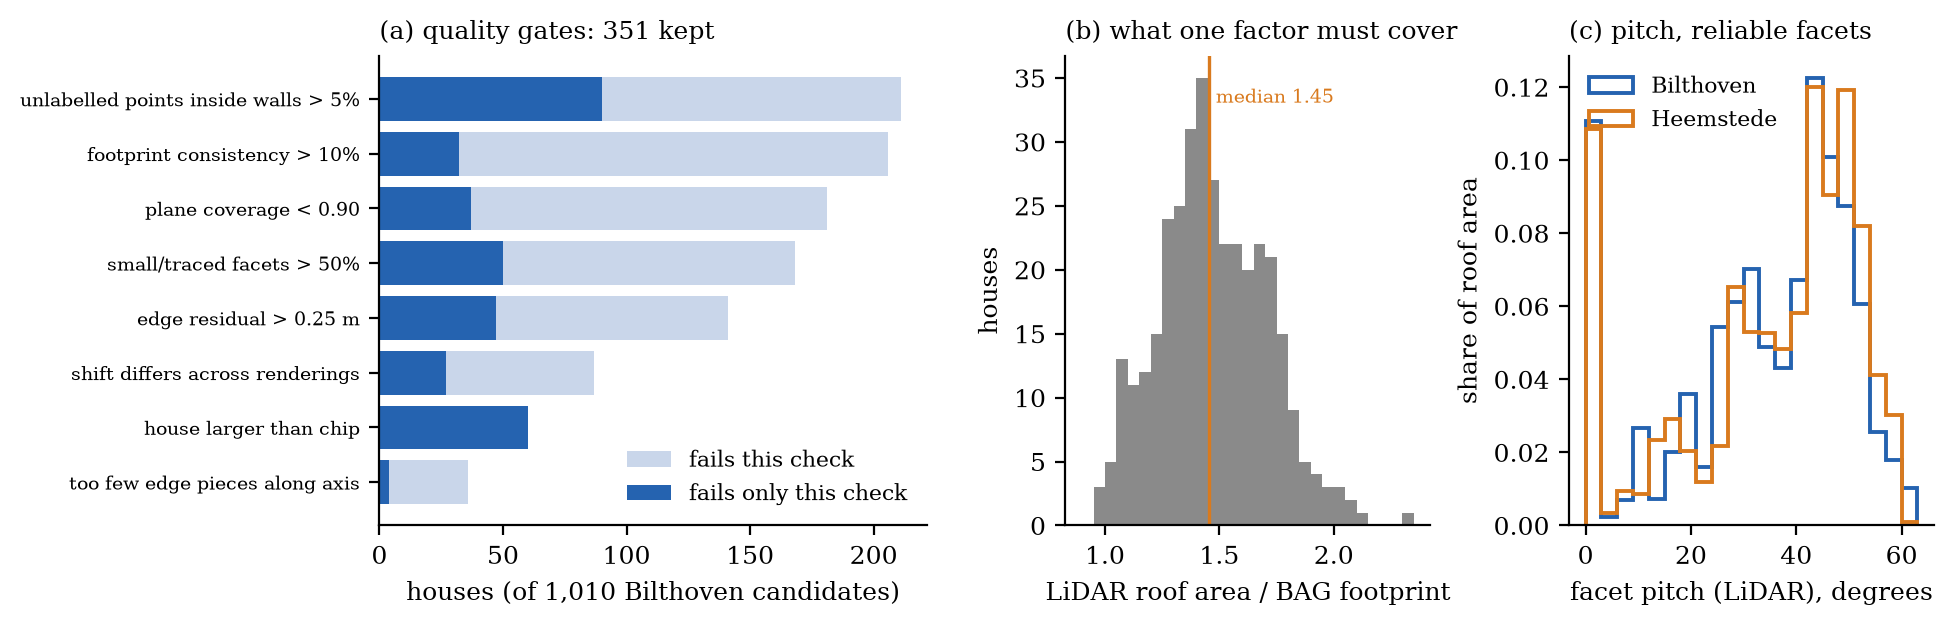 (a) quality gates: 351 kept
unlabelled points inside walls > 5%
footprint consistency > 10%
plane coverage < 0.90
small/traced facets > 50%
edge residual > 0.25 m
shift differs across renderings
house larger than chip
too few edge pieces along axis
fails this check
fails only this check
0 50 100 150 200
houses (of 1,010 Bilthoven candidates)
(b) what one factor must cover
median 1.45
houses
35
30
25
20
15
10
5
0
1.0 1.5 2.0
LiDAR roof area / BAG footprint
(c) pitch, reliable facets
Bilthoven
Heemstede
share of roof area
0.12
0.10
0.08
0.06
0.04
0.02
0.00
0 20 40 60
facet pitch (LiDAR), degrees